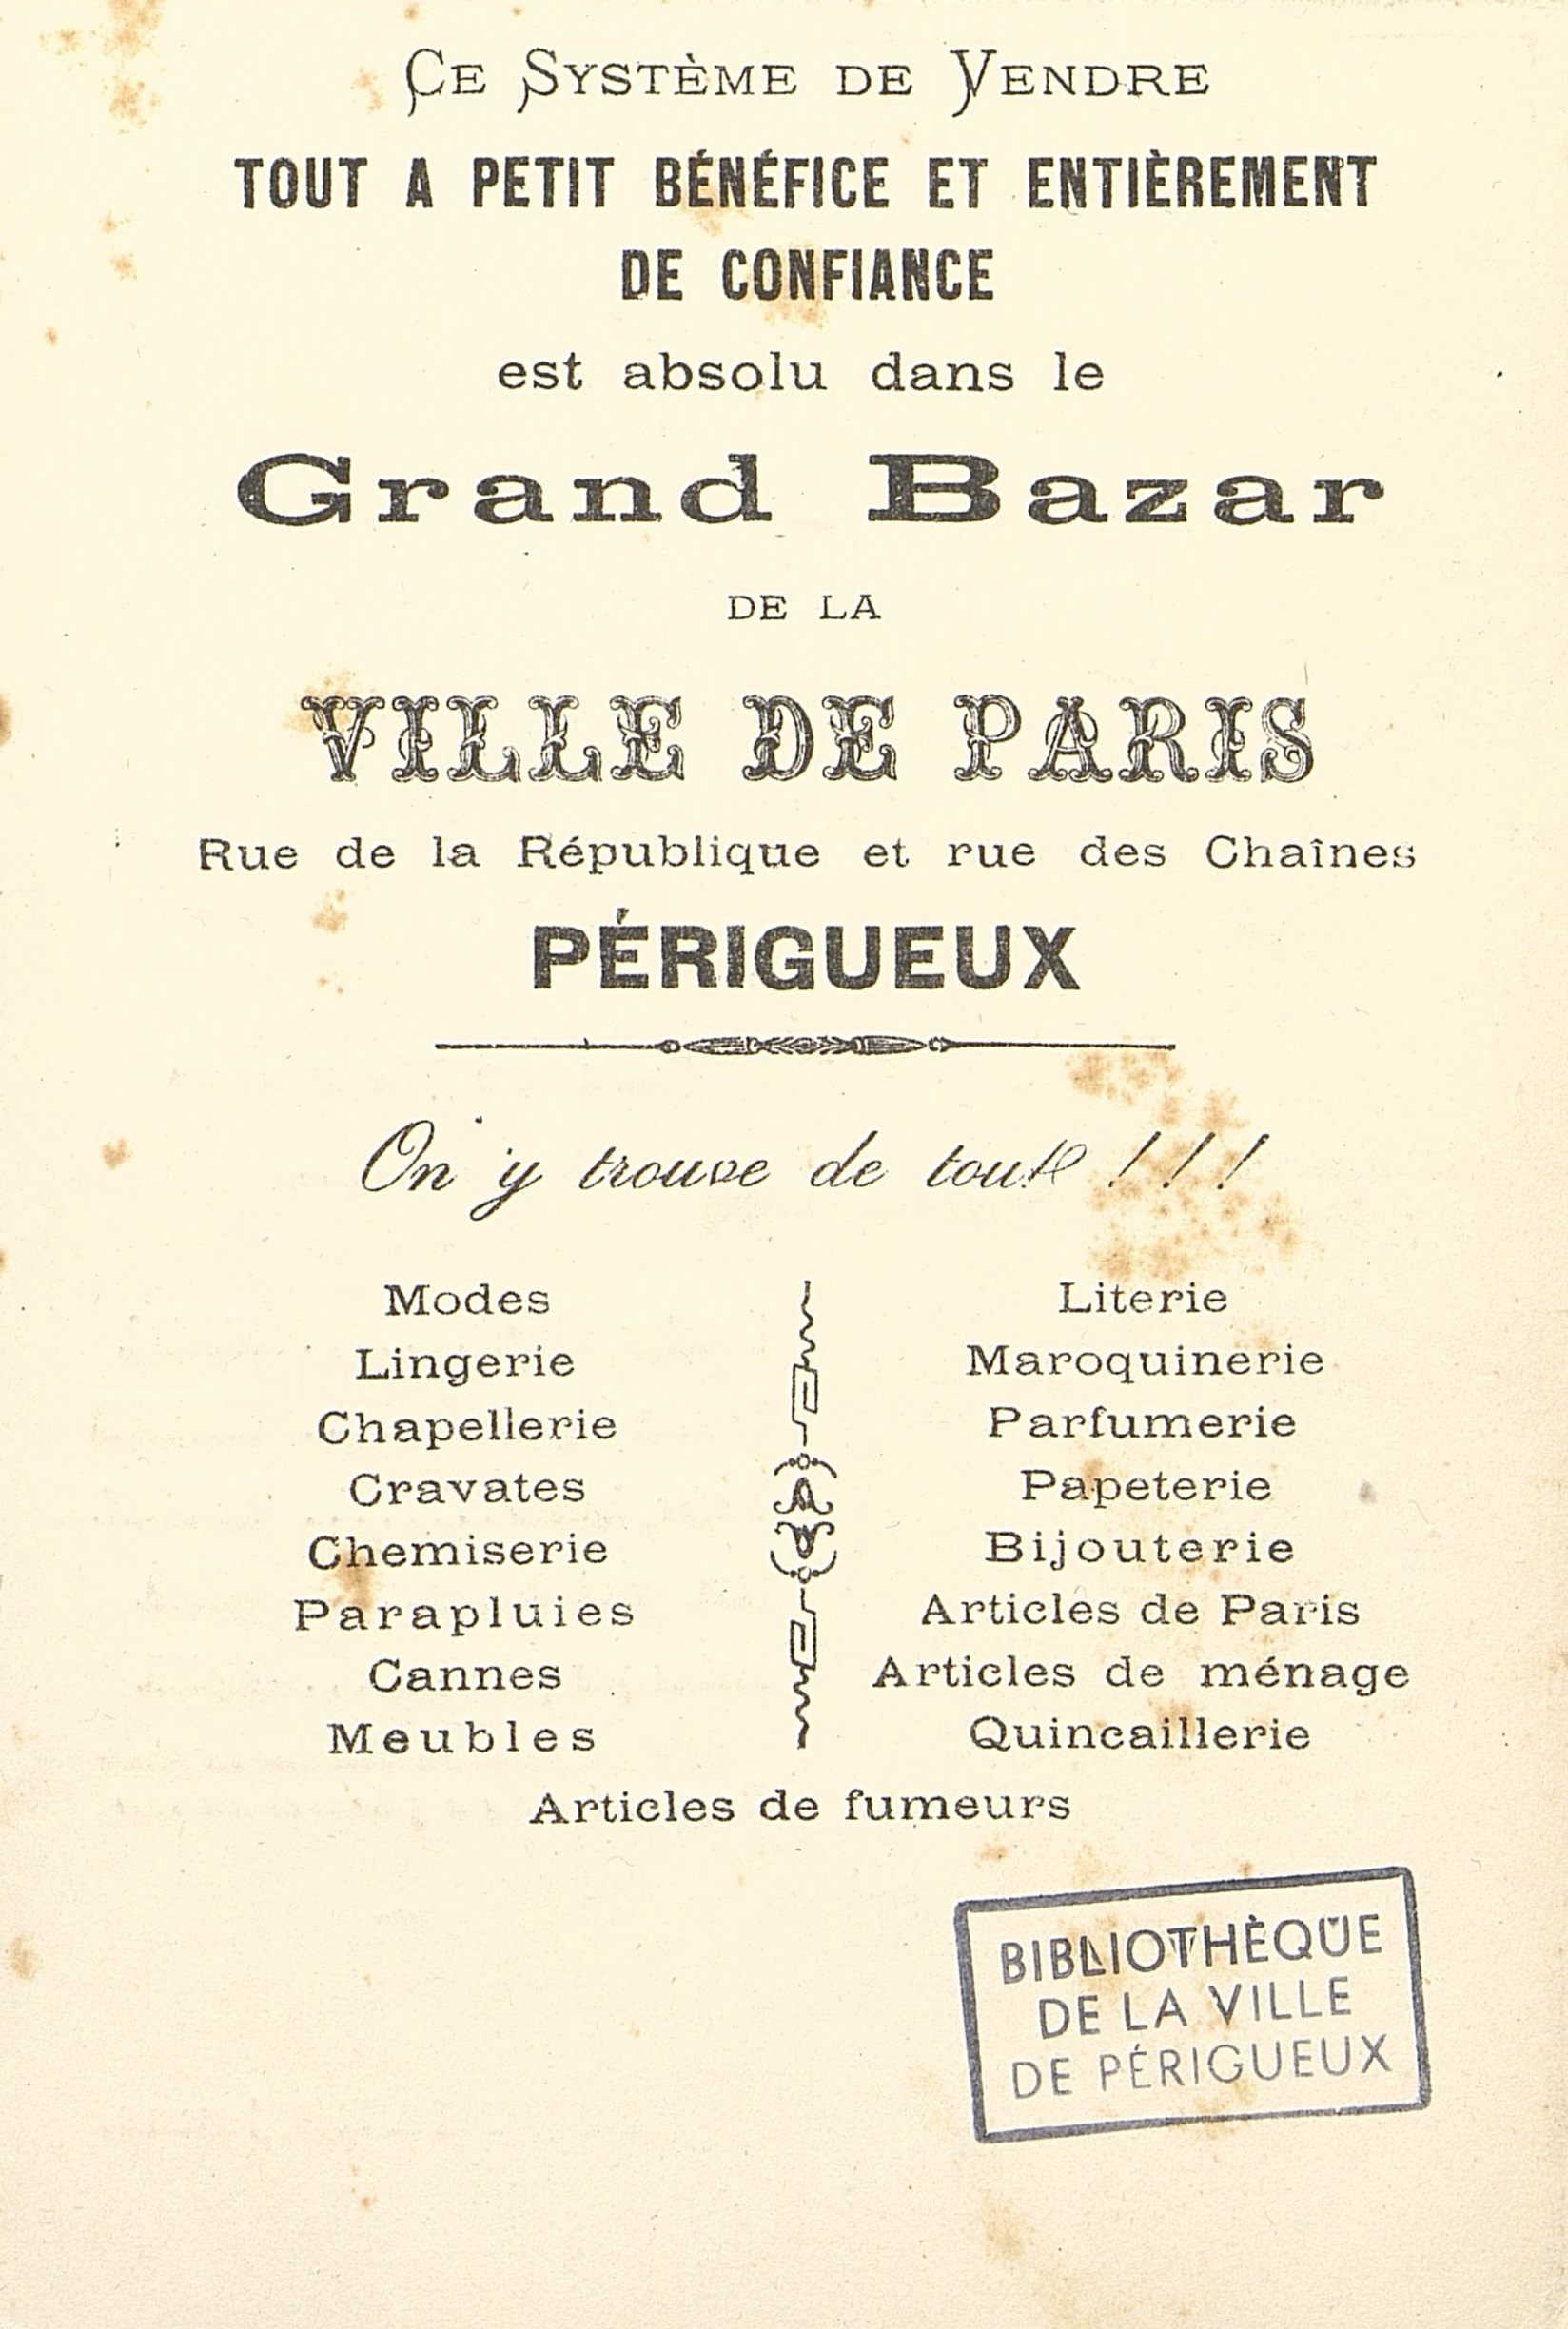 Ce Système de Vendre
TOUT A PETIT BÉNÉFICE ET ENTIÈREMENT
DE CONFIANCE
est absolu dans le
Grand Bazar
DE LA
VILLE DE PARIS
Rue de la République et rue des Chaînes
PÉRIGUEUX
On y trouve de tout !!!
Modes
Lingerie
Chapellerie
Cravates
Chemiserie
Parapluies
Cannes
Meubles
Literie
Maroquinerie
Parfumerie
Papeterie
Bijouterie
Articles de Paris
Articles de ménage
Quincaillerie
Articles de fumeurs
BIBLIOTHÈQUE
DE LA VILLE
DE PÉRIGUEUX